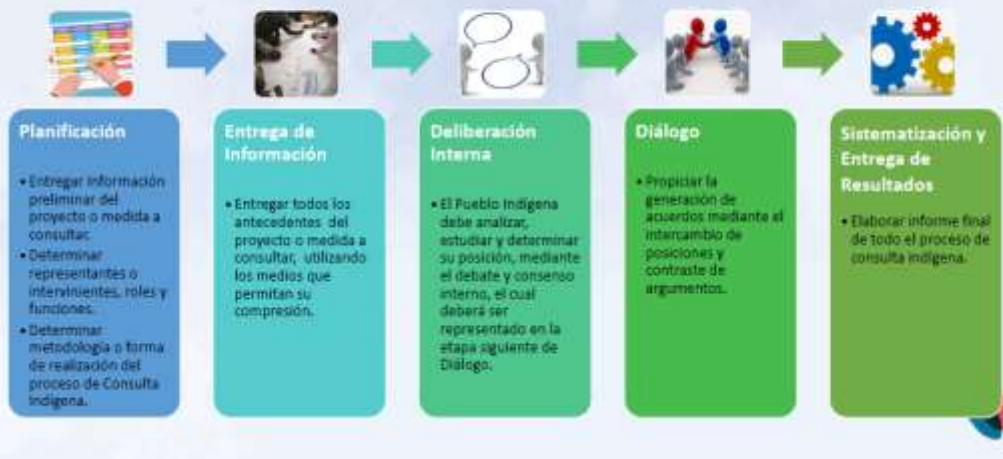 Planificación
• Entregar información
preliminar del
proyecto o medida a
consultar.
• Determinar
representantes o
intervinientes, roles y
funciones.
• Determinar
metodología o forma
de realización del
proceso de Consulta
Indígena.
Entrega de
Información
• Entregar todos los
antecedentes del
proyecto o medida a
consultar, utilizando
los medios que
permitan su
compresión.
Deliberación
Interna
• El Pueblo Indígena
debe analizar,
estudiar y determinar
su posición, mediante
el debate y consenso
interno, el cual
deberá ser
representado en la
etapa siguiente de
Diálogo.
Diálogo
• Propiciar la
generación de
acuerdos mediante el
intercambio de
posiciones y
contraste de
argumentos.
Sistematización y
Entrega de
Resultados
• Elaborar informe final
de todo el proceso de
consulta indígena.